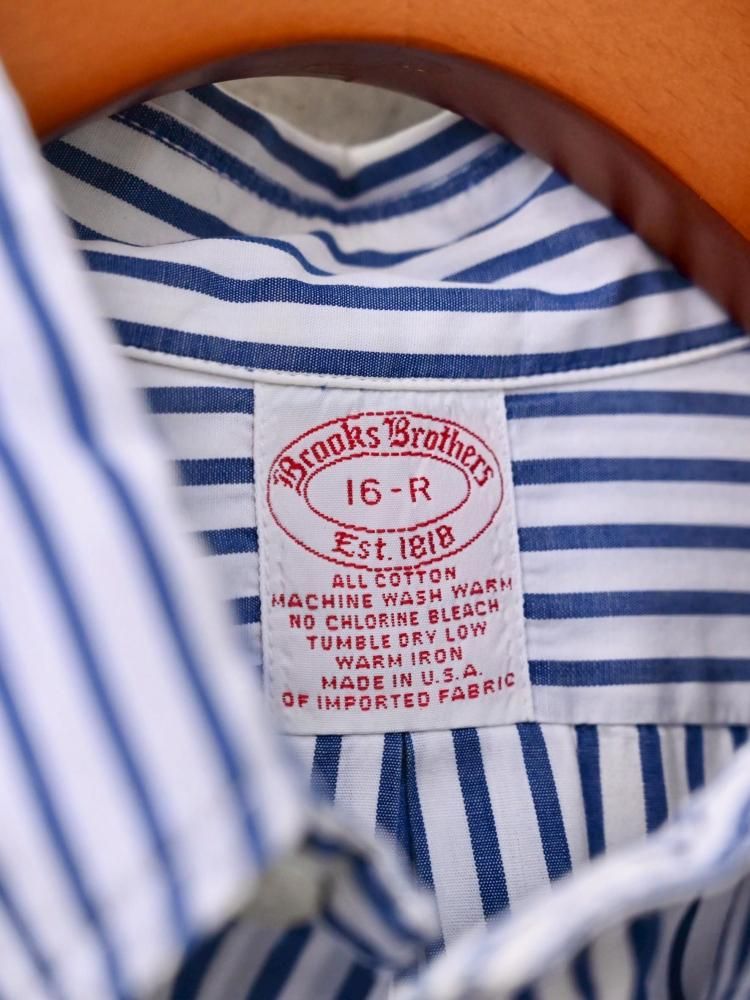 Brooks Brothers
16-R
Est. 1818
ALL COTTON
MACHINE WASH WARM
NO CHLORINE BLEACH
TUMBLE DRY LOW
WARM IRON
MADE IN U.S.A.
OF IMPORTED FABRIC